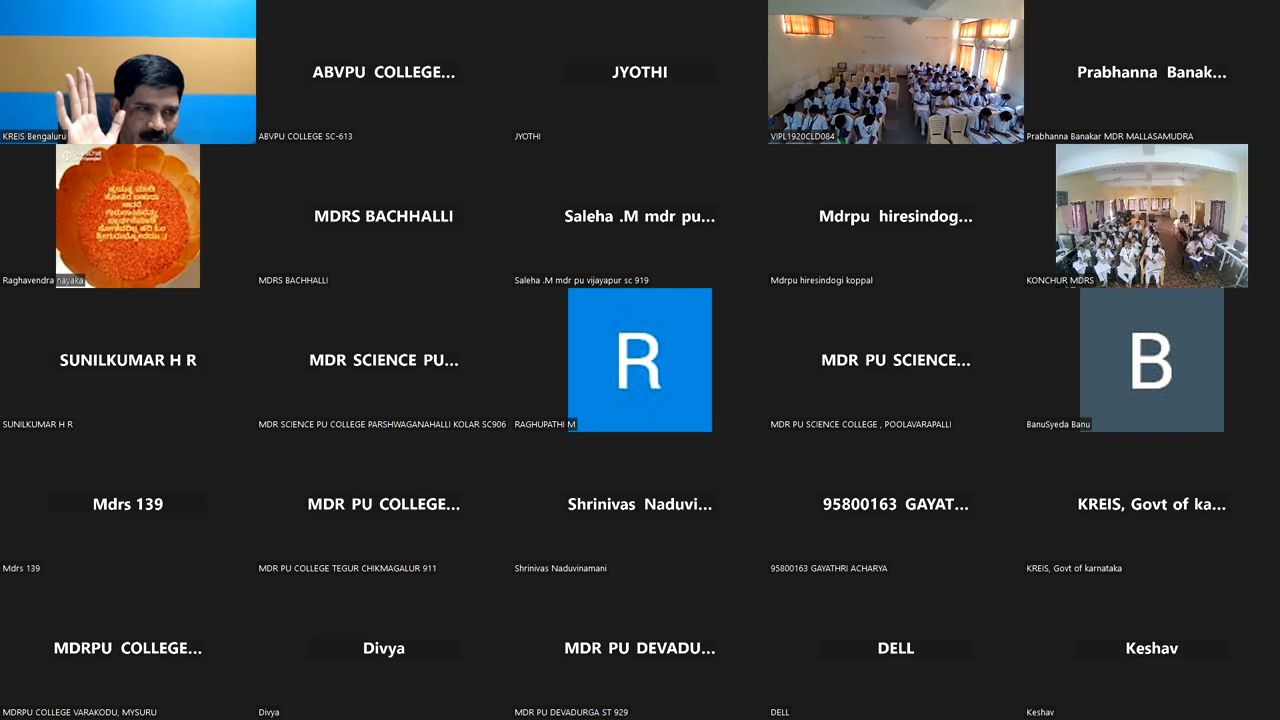 KREIS Bengaluru
ABVPU COLLEGE...
ABVPU COLLEGE SC-613
JYOTHI
JYOTHI
VIPL1920CLD084
Prabhanna Banak...
Prabhanna Banakar MDR MALLASAMUDRA
Raghavendra nayaka
MDRS BACHHALLI
MDRS BACHHALLI
Saleha .M mdr pu...
Saleha .M mdr pu vijayapur sc 919
Mdrpu hiresindog...
Mdrpu hiresindogi koppal
KONCHUR MDRS
SUNILKUMAR H R
SUNILKUMAR H R
MDR SCIENCE PU...
MDR SCIENCE PU COLLEGE PARSHWAGANAHALLI KOLAR SC906
R
RAGHUPATHI M
MDR PU SCIENCE...
MDR PU SCIENCE COLLEGE , POOLAVARAPALLI
B
BanuSyeda Banu
Mdrs 139
Mdrs 139
MDR PU COLLEGE...
MDR PU COLLEGE TEGUR CHIKMAGALUR 911
Shrinivas Naduvi...
Shrinivas Naduvinamani
95800163 GAYAT...
95800163 GAYATHRI ACHARYA
KREIS, Govt of ka...
KREIS, Govt of karnataka
MDRPU COLLEGE...
MDRPU COLLEGE VARAKODU, MYSURU
Divya
Divya
MDR PU DEVADU...
MDR PU DEVADURGA ST 929
DELL
DELL
Keshav
Keshav